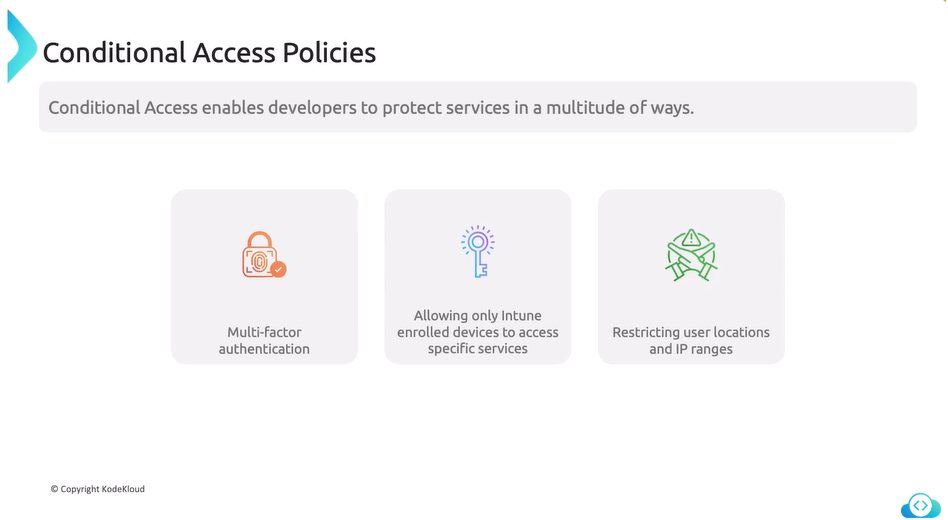 Conditional Access Policies
Conditional Access enables developers to protect services in a multitude of ways.
Multi-factor
authentication
Allowing only Intune
enrolled devices to access
specific services
Restricting user locations
and IP ranges
© Copyright KodeKloud